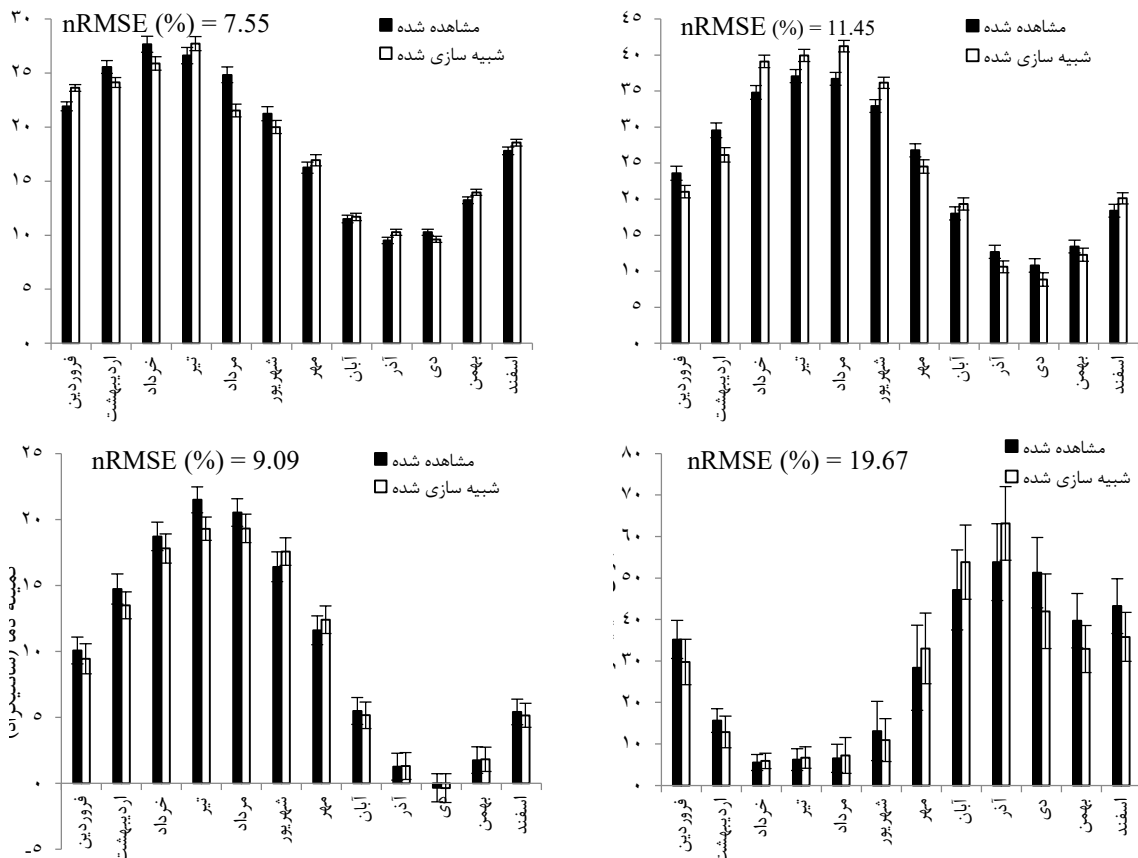 nRMSE (%) = 7.55
مشاهده شده
شبیه سازی شده
۳۰
۲۵
۲۰
۱۵
۱۰
۵
۰
فروردین
اردیبهشت
خرداد
تیر
مرداد
شهریور
مهر
آبان
آذر
دی
بهمن
اسفند
nRMSE (%) = 11.45
مشاهده شده
شبیه سازی شده
۴۵
۴۰
۳۵
۳۰
۲۵
۲۰
۱۵
۱۰
۵
۰
فروردین
اردیبهشت
خرداد
تیر
مرداد
شهریور
مهر
آبان
آذر
دی
بهمن
اسفند
nRMSE (%) = 9.09
مشاهده شده
شبیه سازی شده
۲۵
۲۰
۱۵
۱۰
۵
۰
-۵
فروردین
اردیبهشت
خرداد
تیر
مرداد
شهریور
مهر
آبان
آذر
دی
بهمن
اسفند
nRMSE (%) = 19.67
مشاهده شده
شبیه سازی شده
۸۰
۷۰
۶۰
۵۰
۴۰
۳۰
۲۰
۱۰
۰
فروردین
اردیبهشت
خرداد
تیر
مرداد
شهریور
مهر
آبان
آذر
دی
بهمن
اسفند